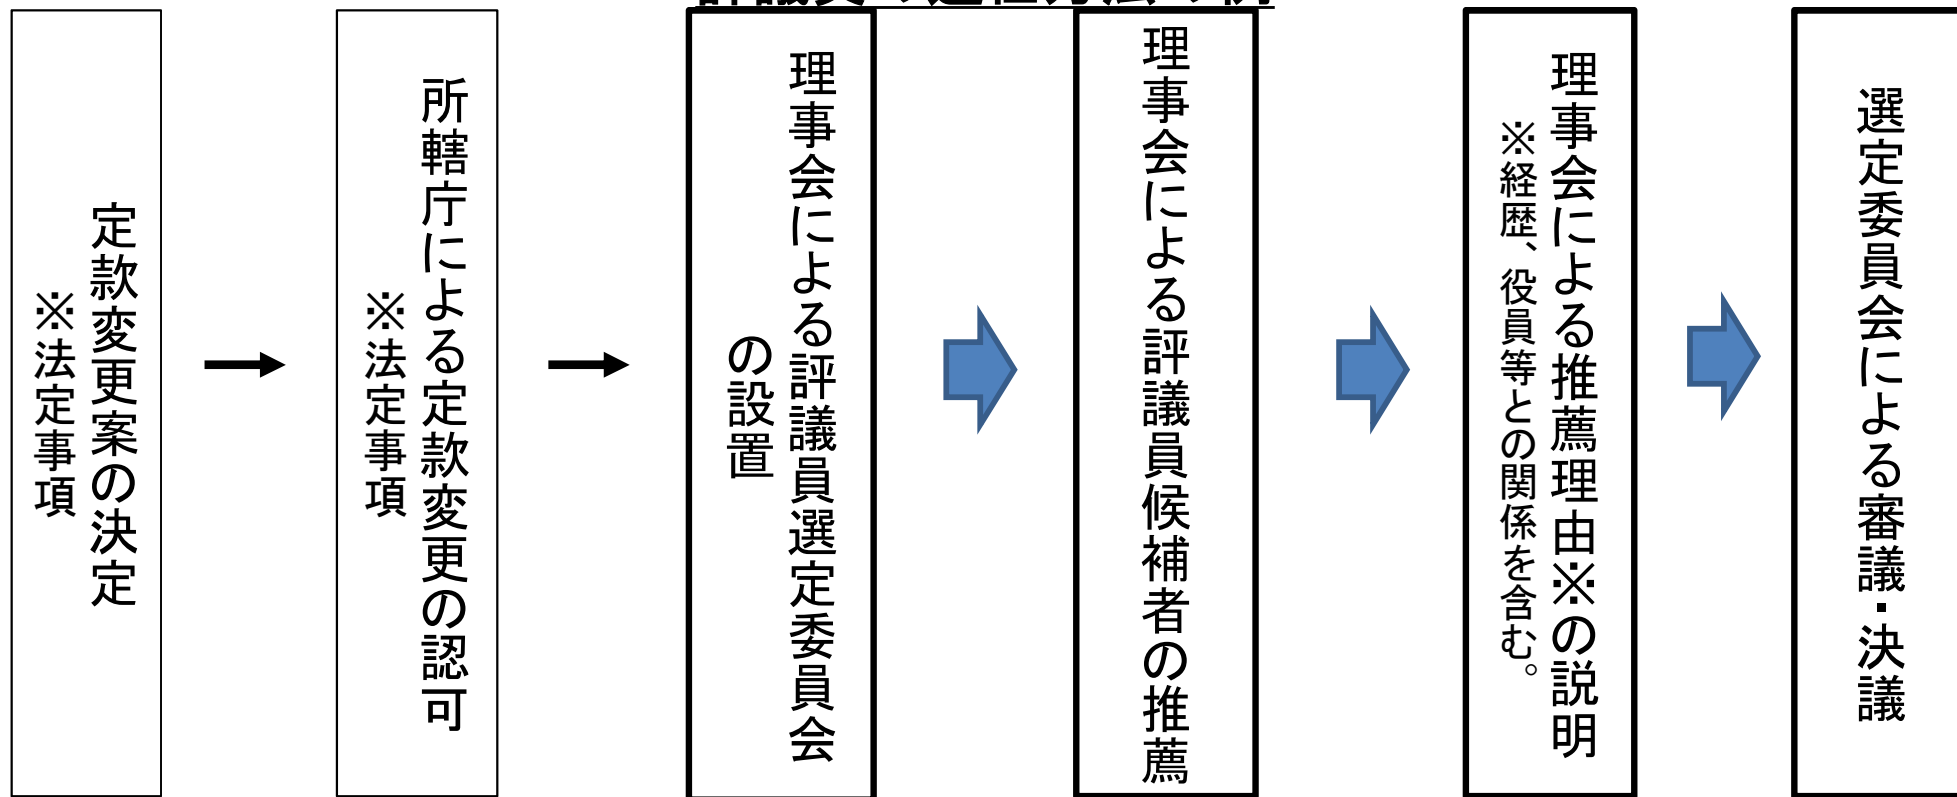 定款変更案の決定
※法定事項
所轄庁による定款変更の認可
※法定事項
理事会による評議員選定委員会
の設置
理事会による評議員候補者の推薦
理事会による推薦理由※の説明
※経歴、役員等との関係を含む。
選定委員会による審議・決議